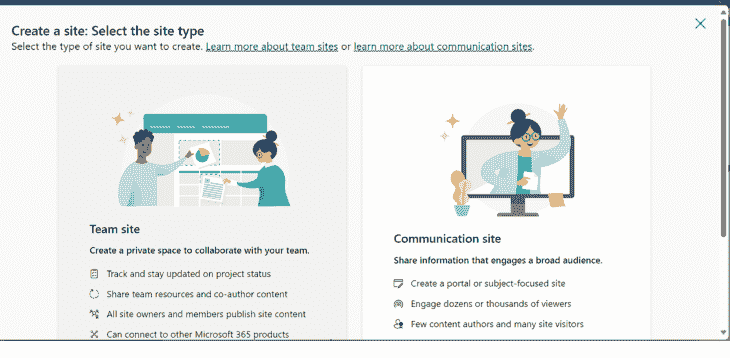 Create a site: Select the site type
Select the type of site you want to create. Learn more about team sites or learn more about communication sites.
Team site
Create a private space to collaborate with your team.
Track and stay updated on project status
Share team resources and co-author content
All site owners and members publish site content
Can connect to other Microsoft 365 products
Communication site
Share information that engages a broad audience.
Create a portal or subject-focused site
Engage dozens or thousands of viewers
Few content authors and many site visitors